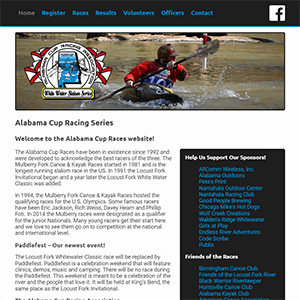 Home Register Races Results Volunteers Officers Contact
White Water Slalom Series
Alabama Cup Racing Series
Welcome to the Alabama Cup Races website!
The Alabama Cup Races have been in existence since 1992 and
were developed to acknowledge the best racers of the three. The
Mulberry Fork Canoe & Kayak Races started in 1981 and is the
longest running slalom race in the US. In 1991 the Locust Fork
Invitational began and a year later the Locust Fork White Water
Classic was added.
In 1994, the Mulberry Fork Canoe & Kayak Races hosted the
qualifying races for the U.S. Olympics. Some famous racers
have been Eric Jackson, Rich Weiss, Davey Hearn and Phillip
Foti. In 2014 the Mulberry races were designated as a qualifier
for the Junior Nationals. Many young racers get their start here
and we love to see them go on to competition at the national
and international level.
Paddlefest – Our newest event!
The Locust Fork Whitewater Classic race will be replaced by
Paddlefest. Paddlefest is a celebration weekend that will feature
clinics, demos, music and camping. There will be no race during
the Paddlefest. This weekend is meant to be a celebration of the
river and the people that love it. It will be held at King's Bend, the
same place as the Locust Fork Invitational.
Help Us Support Our Sponsors!
AllComm Wireless, Inc.
Alabama Outdoors
Pete's Print
Nantahala Outdoor Center
Nantahala Racing Club
Good People Brewing
Chicago Mike's Hot Dogs
Wolf Creek Creations
Walden's Ridge Whitewater
Girls at Play
Endless River Adventures
Code Scribe
Publix
Friends of the Races
Birmingham Canoe Club
Friends of the Locust Fork River
Black Warrior Riverkeeper
Huntsville Canoe Club
Alabama Kayak Club